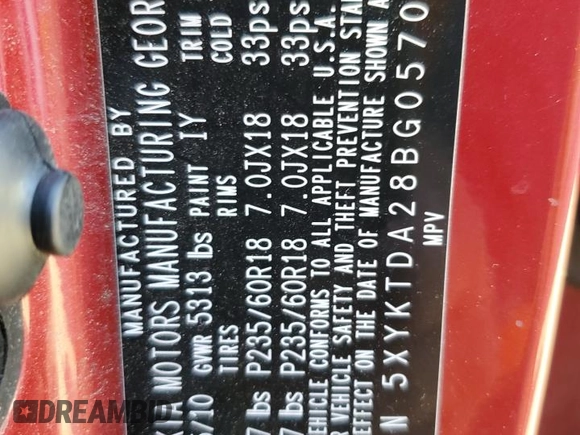 MANUFACTURED BY
KIA MOTORS MANUFACTURING GEOR
/10 GVWR 5313 lbs PAINT IY TRIM
TIRES RIMS COLD
7 lbs P235/60R18 7.0JX18 33ps
7 lbs P235/60R18 7.0JX18 33ps
VEHICLE CONFORMS TO ALL APPLICABLE U.S.A.
R VEHICLE SAFETY AND THEFT PREVENTION STAN
EFFECT ON THE DATE OF MANUFACTURE SHOWN A
N 5XYKTDA28BG0570
MPV
DREAMBID